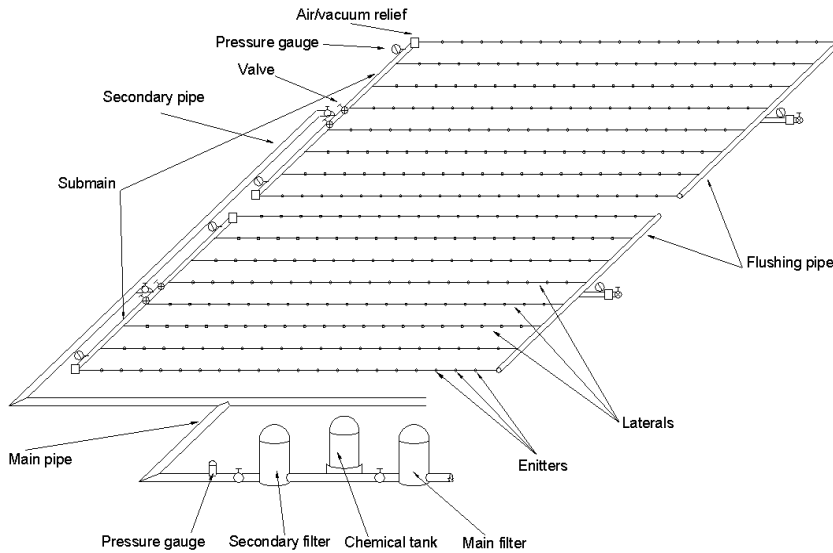 Air/vacuum relief
Pressure gauge
Valve
Secondary pipe
Submain
Flushing pipe
Laterals
Enitters
Main pipe
Pressure gauge
Secondary filter
Chemical tank
Main filter